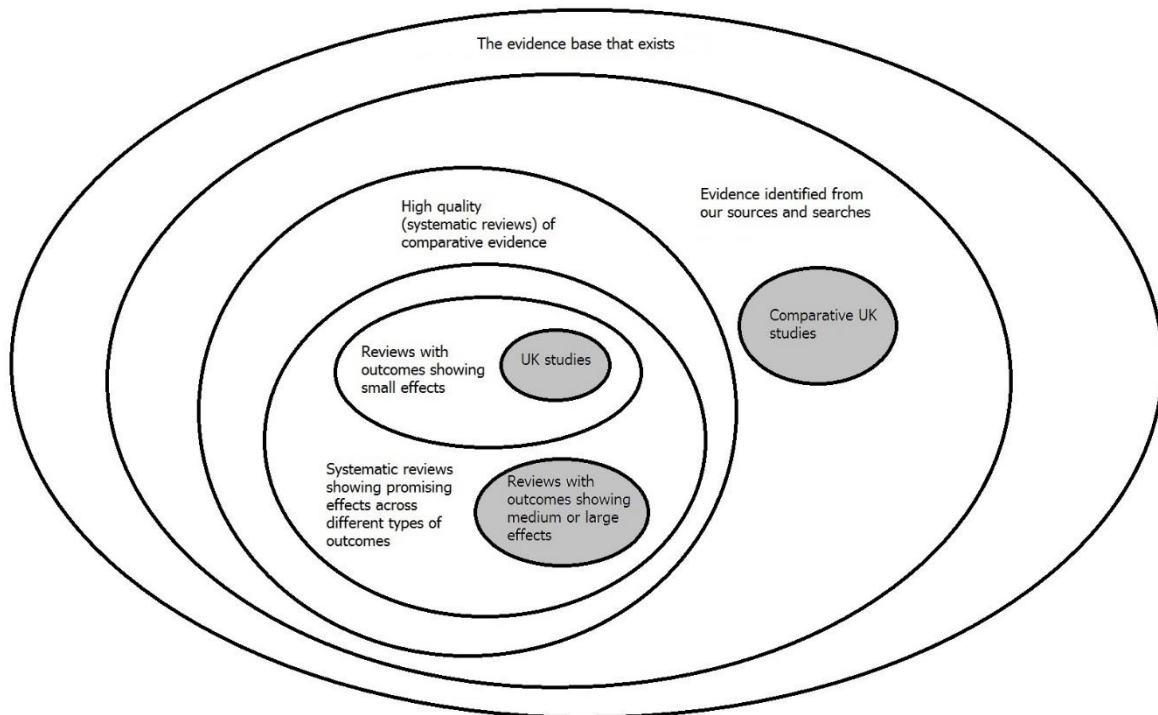 The evidence base that exists
Evidence identified from
our sources and searches
High quality
(systematic reviews) of
comparative evidence
Comparative UK
studies
Reviews with
outcomes showing
small effects
UK studies
Systematic reviews
showing promising
effects across
different types of
outcomes
Reviews with
outcomes showing
medium or large
effects